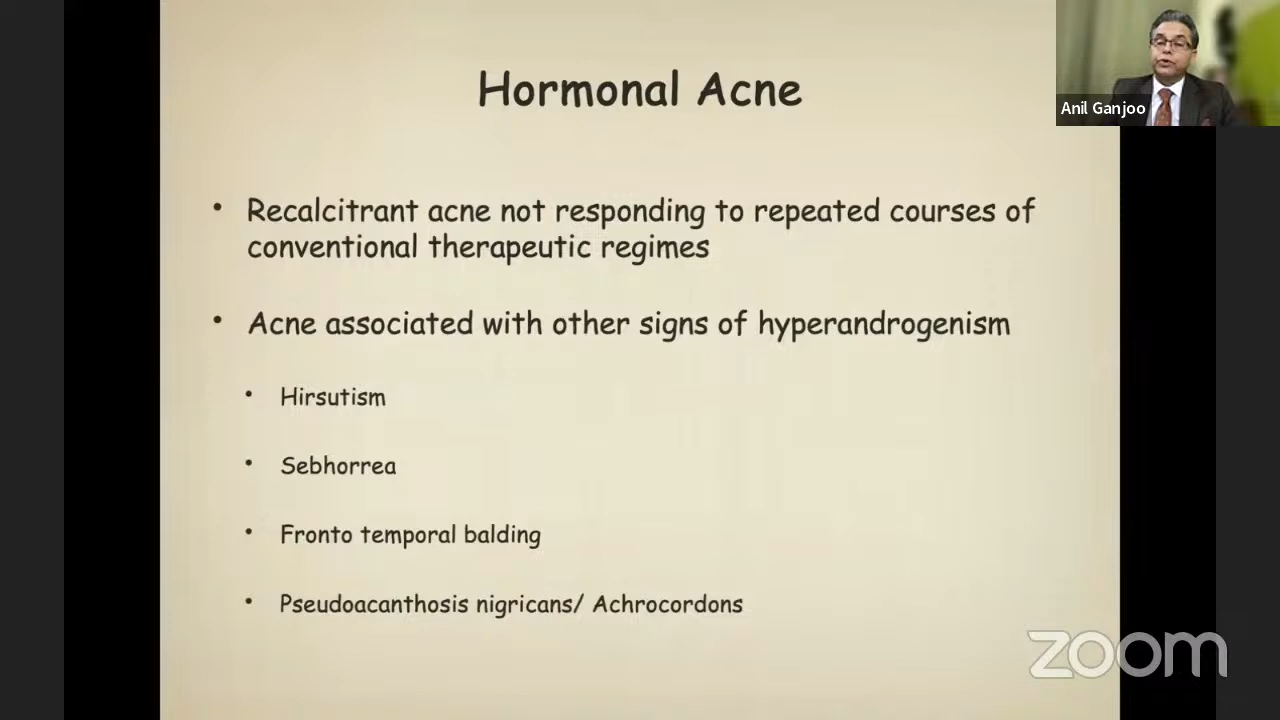 Hormonal Acne
Anil Ganjoo
• Recalcitrant acne not responding to repeated courses of
conventional therapeutic regimes
• Acne associated with other signs of hyperandrogenism
• Hirsutism
• Sebhorrea
• Fronto temporal balding
• Pseudoacanthosis nigricans/ Achrocordons
zoom